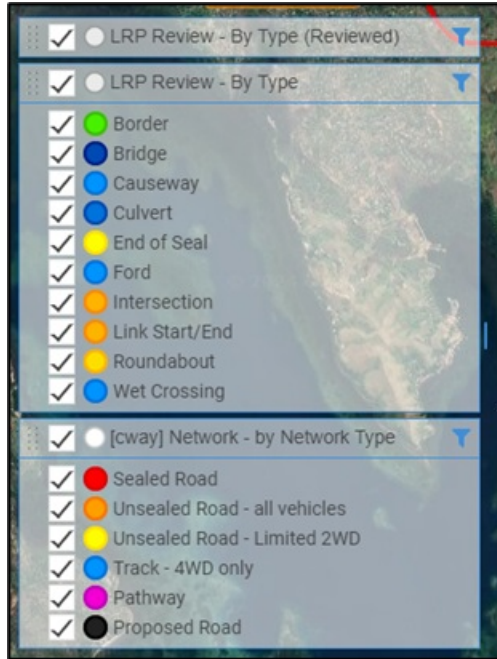 LRP Review - By Type (Reviewed)
LRP Review - By Type
Border
Bridge
Causeway
Culvert
End of Seal
Ford
Intersection
Link Start/End
Roundabout
Wet Crossing
[cway] Network - by Network Type
Sealed Road
Unsealed Road - all vehicles
Unsealed Road - Limited 2WD
Track - 4WD only
Pathway
Proposed Road